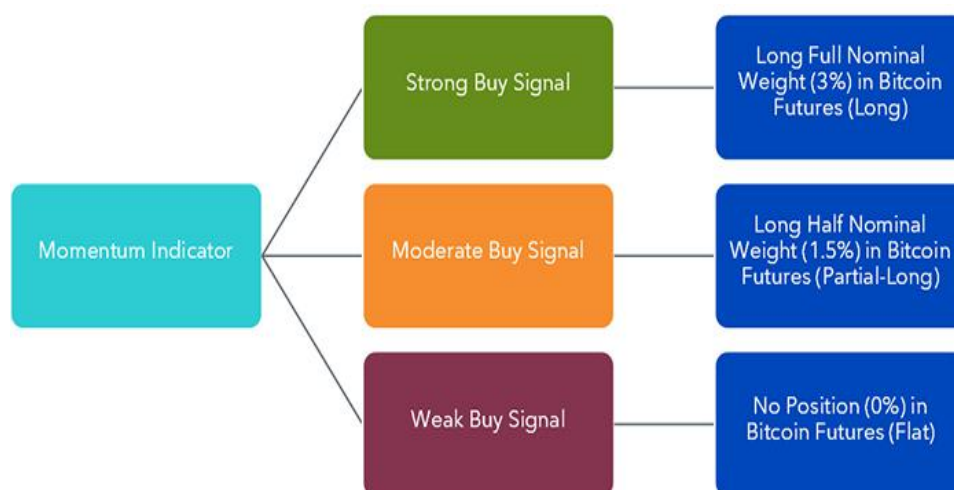 Momentum Indicator
Strong Buy Signal
Long Full Nominal
Weight (3%) in Bitcoin
Futures (Long)
Moderate Buy Signal
Long Half Nominal
Weight (1.5%) in Bitcoin
Futures (Partial-Long)
Weak Buy Signal
No Position (0%) in
Bitcoin Futures (Flat)